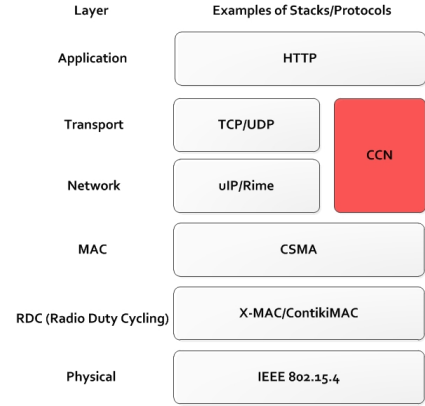 Layer Examples of Stacks/Protocols
Application HTTP
Transport TCP/UDP
CCN
Network uIP/Rime
MAC CSMA
RDC (Radio Duty Cycling) X-MAC/ContikiMAC
Physical IEEE 802.15.4